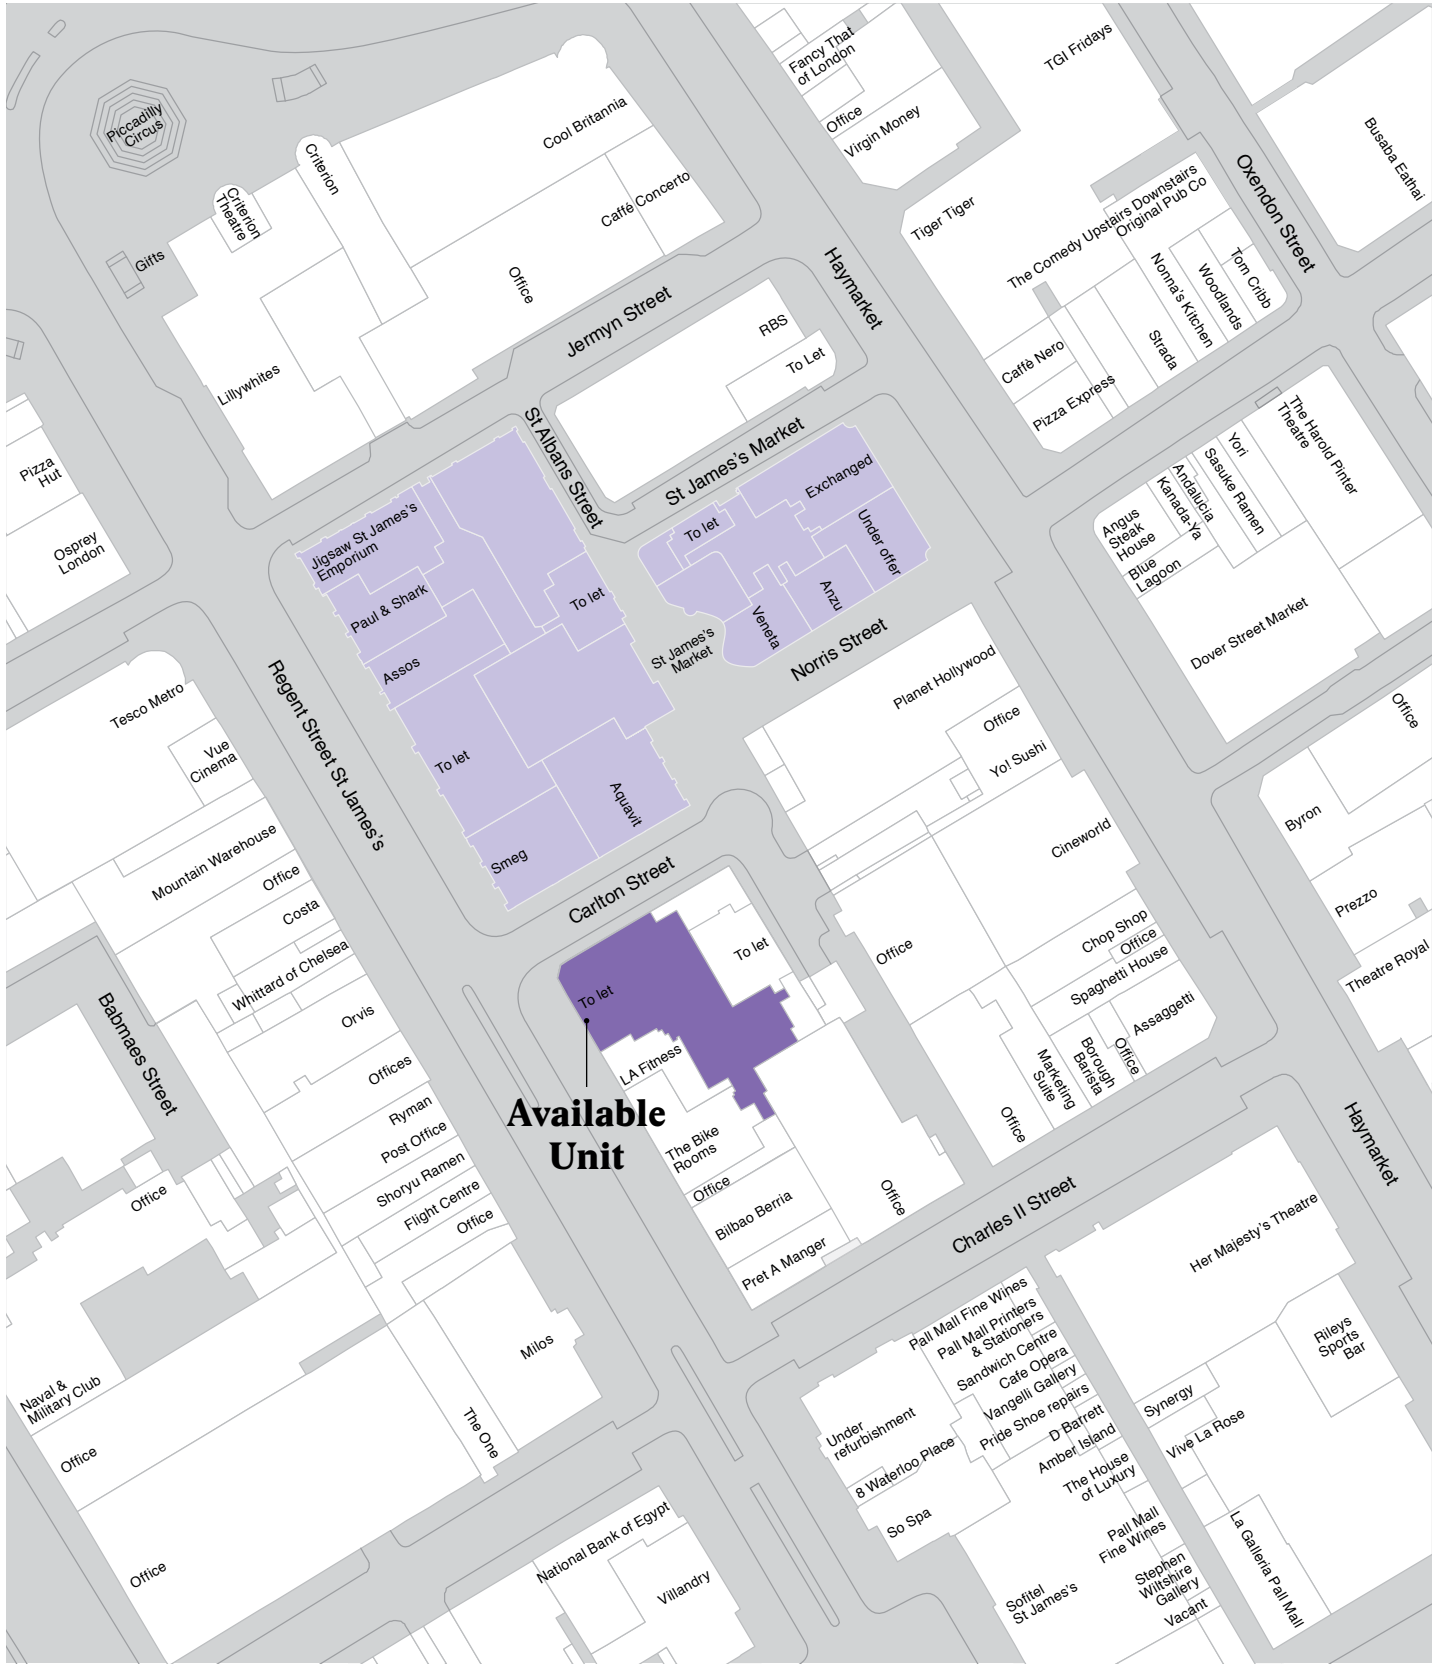 Piccadilly
Circus
Criterion
Criterion
Theatre
Gifts
Cool Britannia
Caffé Concerto
Office
Lillywhites
Jermyn Street
Haymarket
Fancy That
of London
Office
Virgin Money
TGI Fridays
Tiger Tiger
The Comedy Upstairs Downstairs
Original Pub Co
Oxendon Street
Busaba Eathai
Tom Cribb
Woodlands
Nonna's Kitchen
Strada
Caffè Nero
Pizza Express
RBS
To Let
St Albans Street
St James's Market
Pizza
Hut
Osprey
London
Jigsaw St James's
Emporium
Paul & Shark
Assos
To let
To let
Smeg
Aquavit
To let
Exchanged
Under offer
Anzu
Veneta
St James's
Market
Norris Street
The Harold Pinter
Theatre
Yori
Sasuke Ramen
Andalucia
Kanada-Ya
Angus
Steak
House
Blue
Lagoon
Dover Street Market
Office
Byron
Prezzo
Theatre Royal
Tesco Metro
Vue
Cinema
Regent Street St James's
Mountain Warehouse
Office
Costa
Whittard of Chelsea
Orvis
Offices
Ryman
Post Office
Shoryu Ramen
Flight Centre
Office
Babmaes Street
Office
Planet Hollywood
Office
Yo! Sushi
Cineworld
Chop Shop
Office
Spaghetti House
Assaggetti
Office
Borough
Barista
Marketing
Suite
Office
Office
Carlton Street
To let
To let
LA Fitness
Available
Unit
The Bike
Rooms
Office
Bilbao Berria
Pret A Manger
Office
Charles II Street
Haymarket
Her Majesty's Theatre
Rileys
Sports
Bar
Milos
The One
Naval &
Military Club
Office
Office
National Bank of Egypt
Villandry
Pall Mall Fine Wines
Pall Mall Printers
& Stationers
Sandwich Centre
Cafe Opera
Vangelli Gallery
Pride Shoe repairs
D Barrett
Amber Island
The House
of Luxury
Under
refurbishment
8 Waterloo Place
So Spa
Synergy
Vive La Rose
Pall Mall
Fine Wines
Stephen
Wiltshire
Gallery
Vacant
Sofitel
St James's
La Galleria Pall Mall